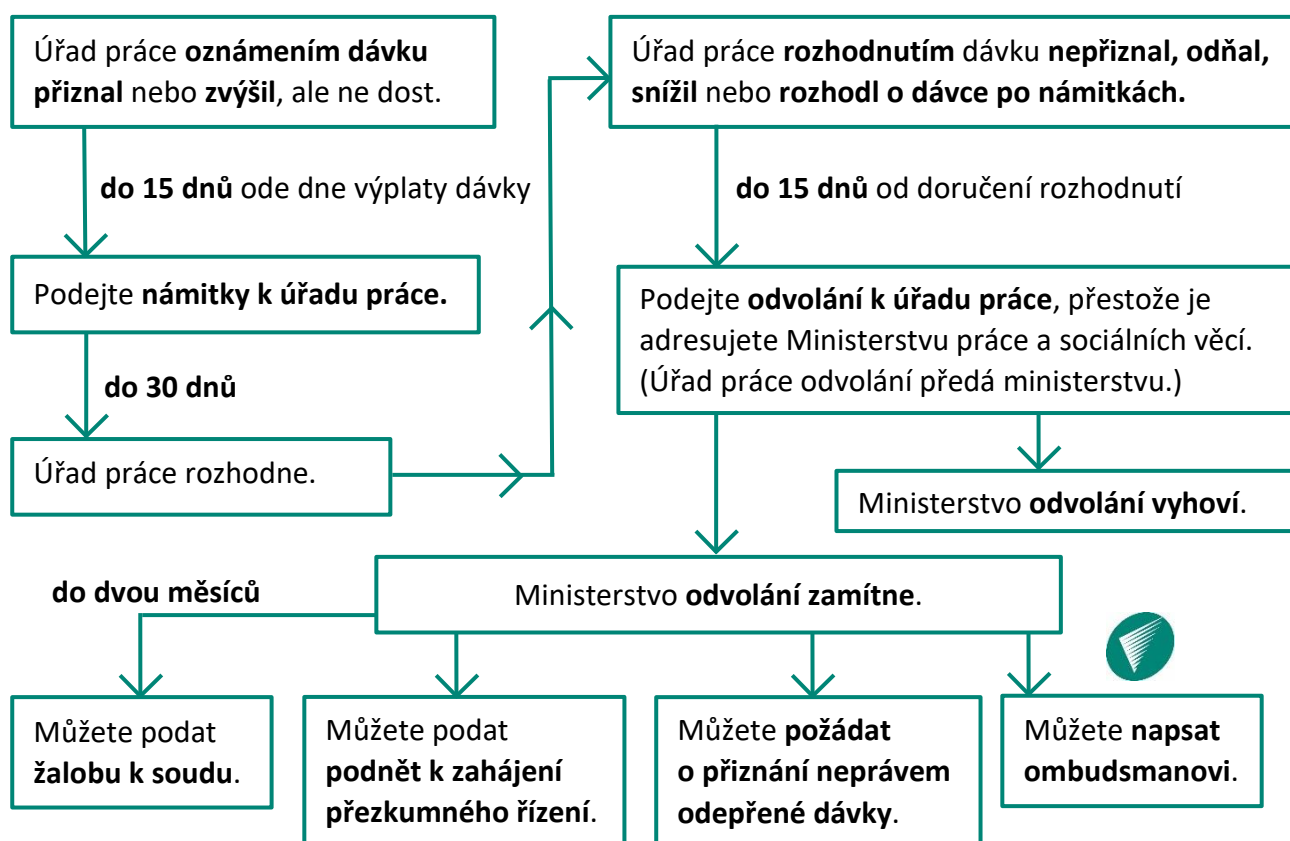 Úřad práce oznámením dávku
přiznal nebo zvýšil, ale ne dost.
Úřad práce rozhodnutím dávku nepřiznal, odňal,
snížil nebo rozhodl o dávce po námitkách.
do 15 dnů ode dne výplaty dávky
do 15 dnů od doručení rozhodnutí
Podejte námitky k úřadu práce.
Podejte odvolání k úřadu práce, přestože je
adresujete Ministerstvu práce a sociálních věcí.
(Úřad práce odvolání předá ministerstvu.)
do 30 dnů
Úřad práce rozhodne.
Ministerstvo odvolání vyhoví.
do dvou měsíců
Ministerstvo odvolání zamítne.
Můžete podat
žalobu k soudu.
Můžete podat
podnět k zahájení
přezkumného řízení.
Můžete požádat
o přiznání neprávem
odepřené dávky.
Můžete napsat
ombudsmanovi.